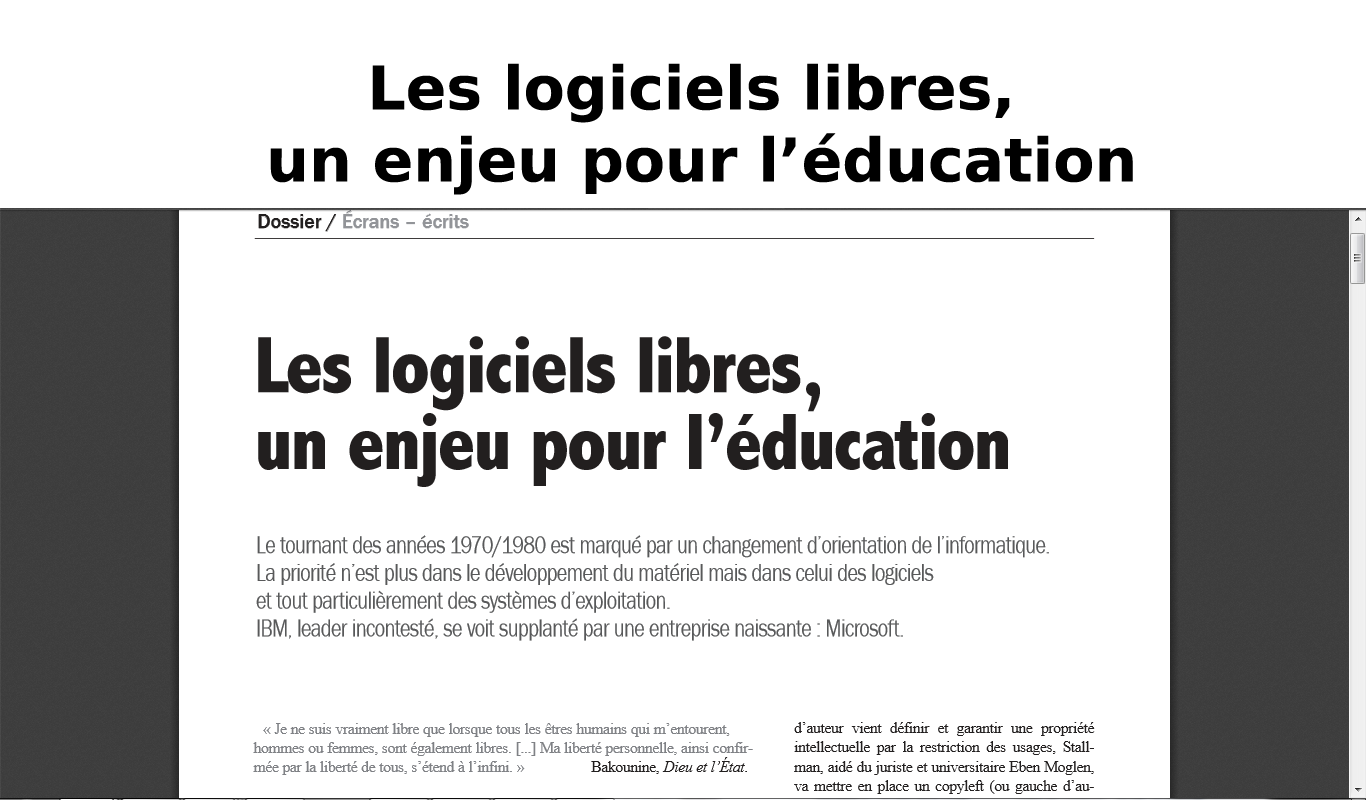 Les logiciels libres,
un enjeu pour l’éducation
Dossier / Écrans – écrits
Les logiciels libres,
un enjeu pour l’éducation
Le tournant des années 1970/1980 est marqué par un changement d’orientation de l’informatique.
La priorité n’est plus dans le développement du matériel mais dans celui des logiciels
et tout particulièrement des systèmes d’exploitation.
IBM, leader incontesté, se voit supplanté par une entreprise naissante : Microsoft.
« Je ne suis vraiment libre que lorsque tous les êtres humains qui m’entourent,
hommes ou femmes, sont également libres. [...] Ma liberté personnelle, ainsi confir-
mée par la liberté de tous, s’étend à l’infini. »
Bakounine, Dieu et l’État.
d’auteur vient définir et garantir une propriété
intellectuelle par la restriction des usages, Stall-
man, aidé du juriste et universitaire Eben Moglen,
va mettre en place un copyleft (ou gauche d’au-